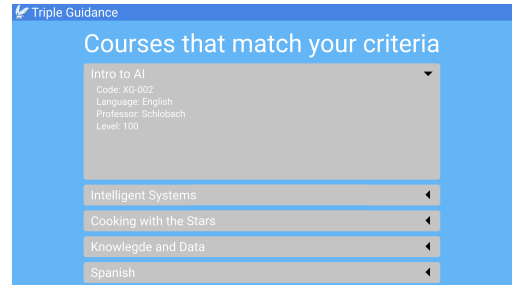 Triple Guidance
Courses that match your criteria
Intro to AI
Code: XG-002
Language: English
Professor: Schlobach
Level: 100
Intelligent Systems
Cooking with the Stars
Knowlegde and Data
Spanish